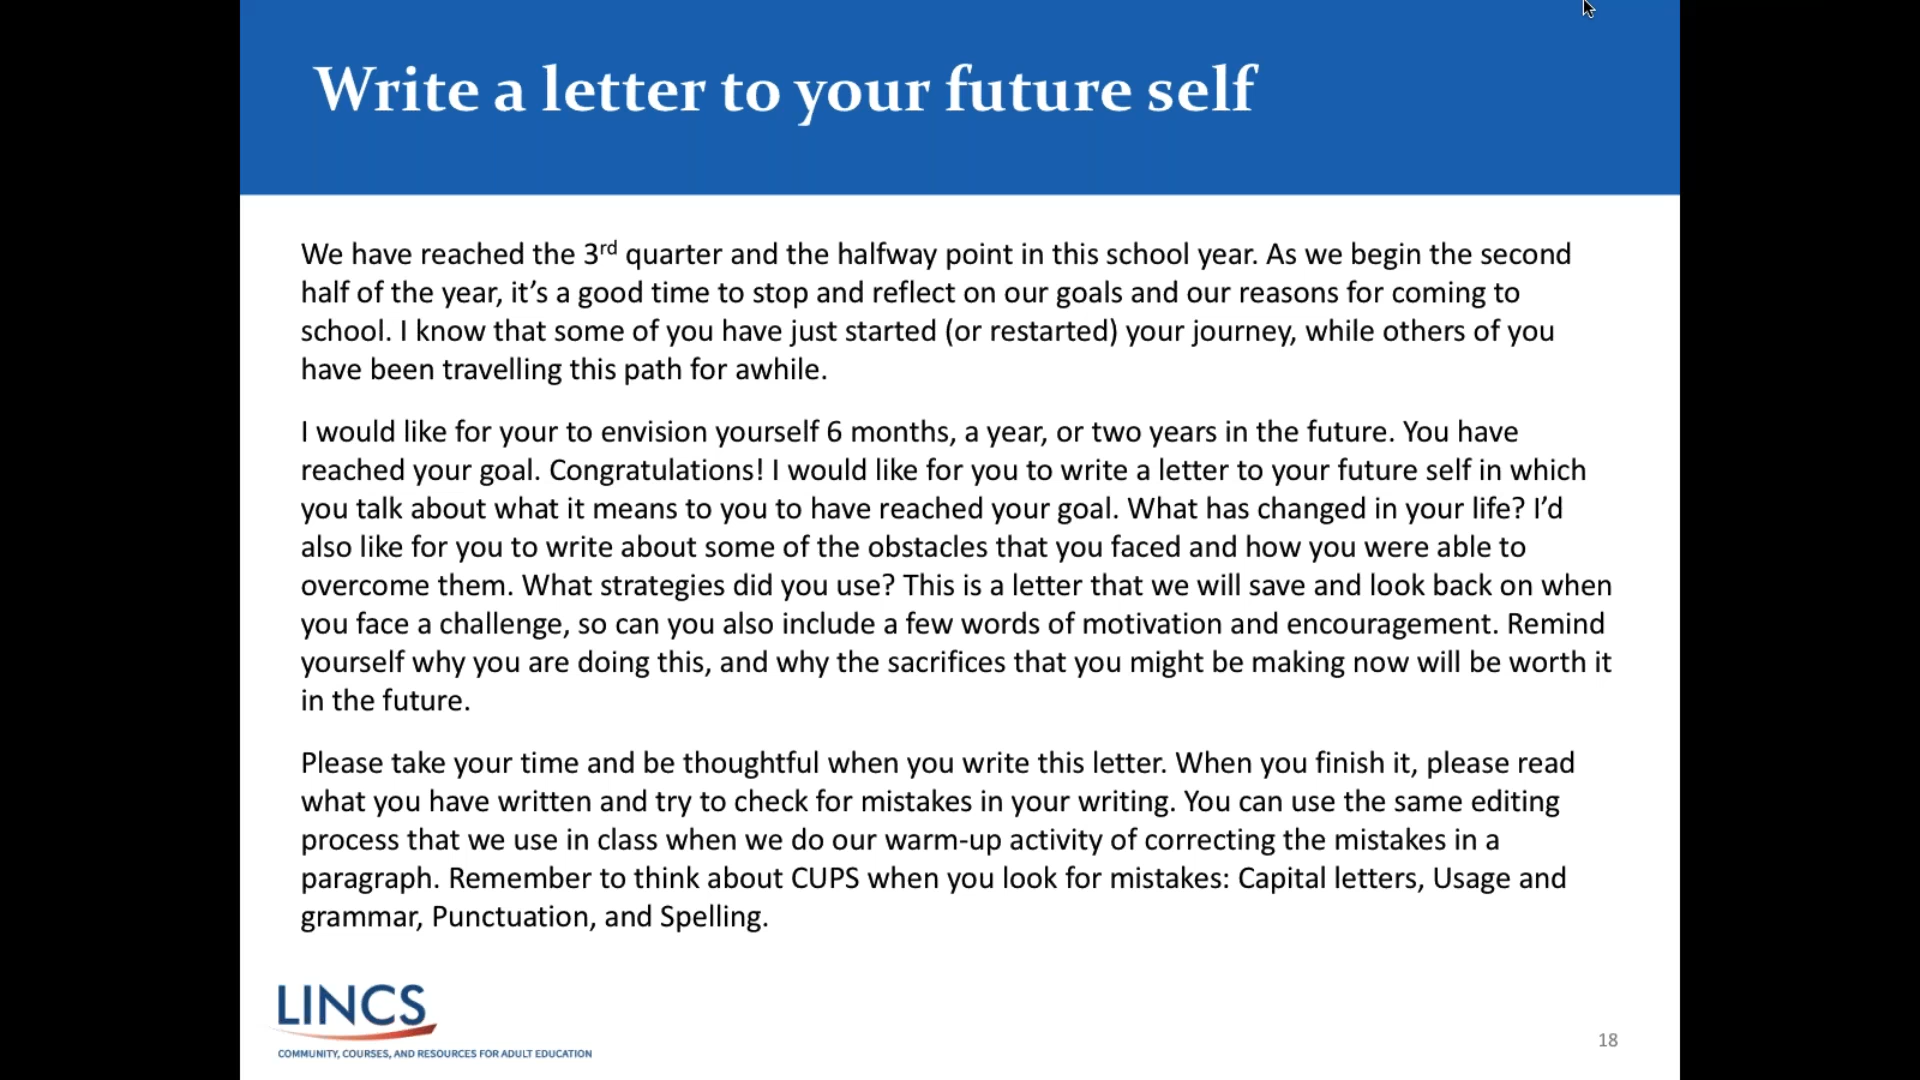 Write a letter to your future self
We have reached the 3rd quarter and the halfway point in this school year. As we begin the second
half of the year, it’s a good time to stop and reflect on our goals and our reasons for coming to
school. I know that some of you have just started (or restarted) your journey, while others of you
have been travelling this path for awhile.
I would like for your to envision yourself 6 months, a year, or two years in the future. You have
reached your goal. Congratulations! I would like for you to write a letter to your future self in which
you talk about what it means to you to have reached your goal. What has changed in your life? I’d
also like for you to write about some of the obstacles that you faced and how you were able to
overcome them. What strategies did you use? This is a letter that we will save and look back on when
you face a challenge, so can you also include a few words of motivation and encouragement. Remind
yourself why you are doing this, and why the sacrifices that you might be making now will be worth it
in the future.
Please take your time and be thoughtful when you write this letter. When you finish it, please read
what you have written and try to check for mistakes in your writing. You can use the same editing
process that we use in class when we do our warm-up activity of correcting the mistakes in a
paragraph. Remember to think about CUPS when you look for mistakes: Capital letters, Usage and
grammar, Punctuation, and Spelling.
LINCS
COMMUNITY, COURSES, AND RESOURCES FOR ADULT EDUCATION
18